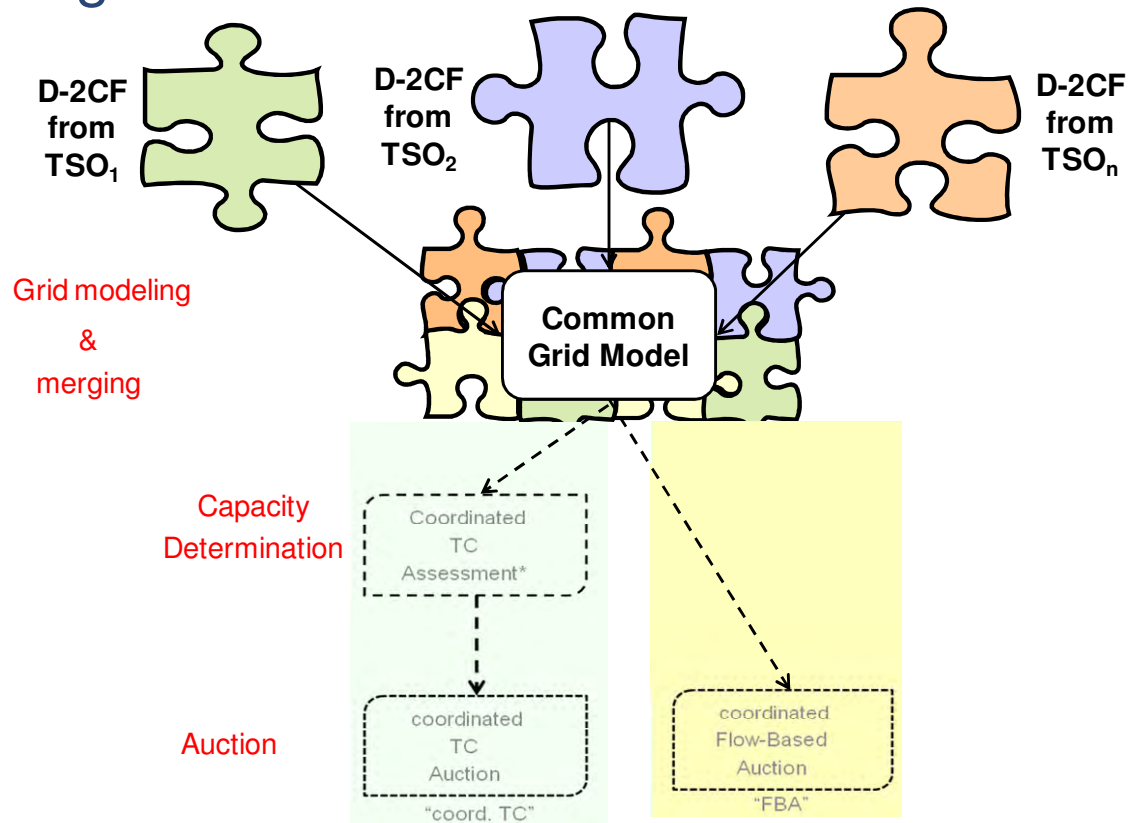 D-2CF
from
TSO₁
D-2CF
from
TSO₂
D-2CF
from
TSOₙ
Grid modeling
&
merging
Common
Grid Model
Capacity
Determination
Coordinated
TC
Assessment*
Auction
coordinated
TC
Auction
"coord. TC"
coordinated
Flow-Based
Auction
"FBA"